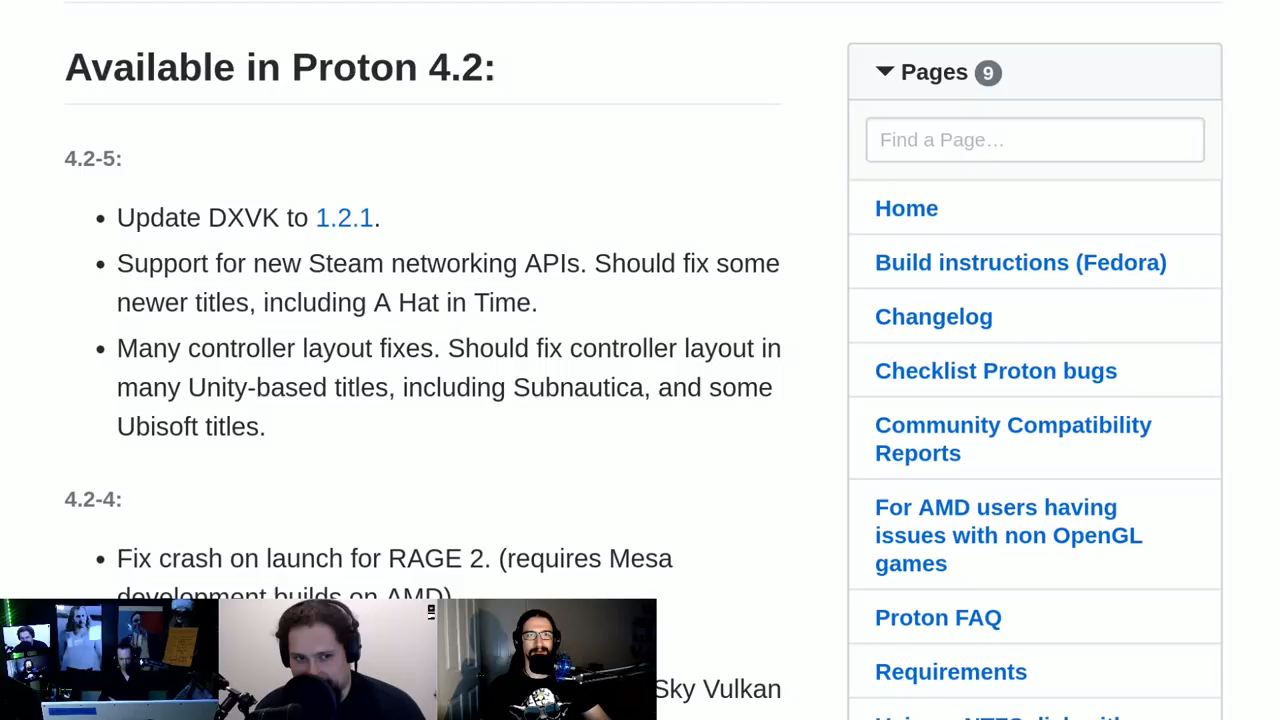 Available in Proton 4.2:
4.2-5:
Update DXVK to 1.2.1.
Support for new Steam networking APIs. Should fix some
newer titles, including A Hat in Time.
Many controller layout fixes. Should fix controller layout in
many Unity-based titles, including Subnautica, and some
Ubisoft titles.
4.2-4:
Fix crash on launch for RAGE 2. (requires Mesa
development builds on AMD)
Sky Vulkan
Pages 9
Find a Page…
Home
Build instructions (Fedora)
Changelog
Checklist Proton bugs
Community Compatibility
Reports
For AMD users having
issues with non OpenGL
games
Proton FAQ
Requirements